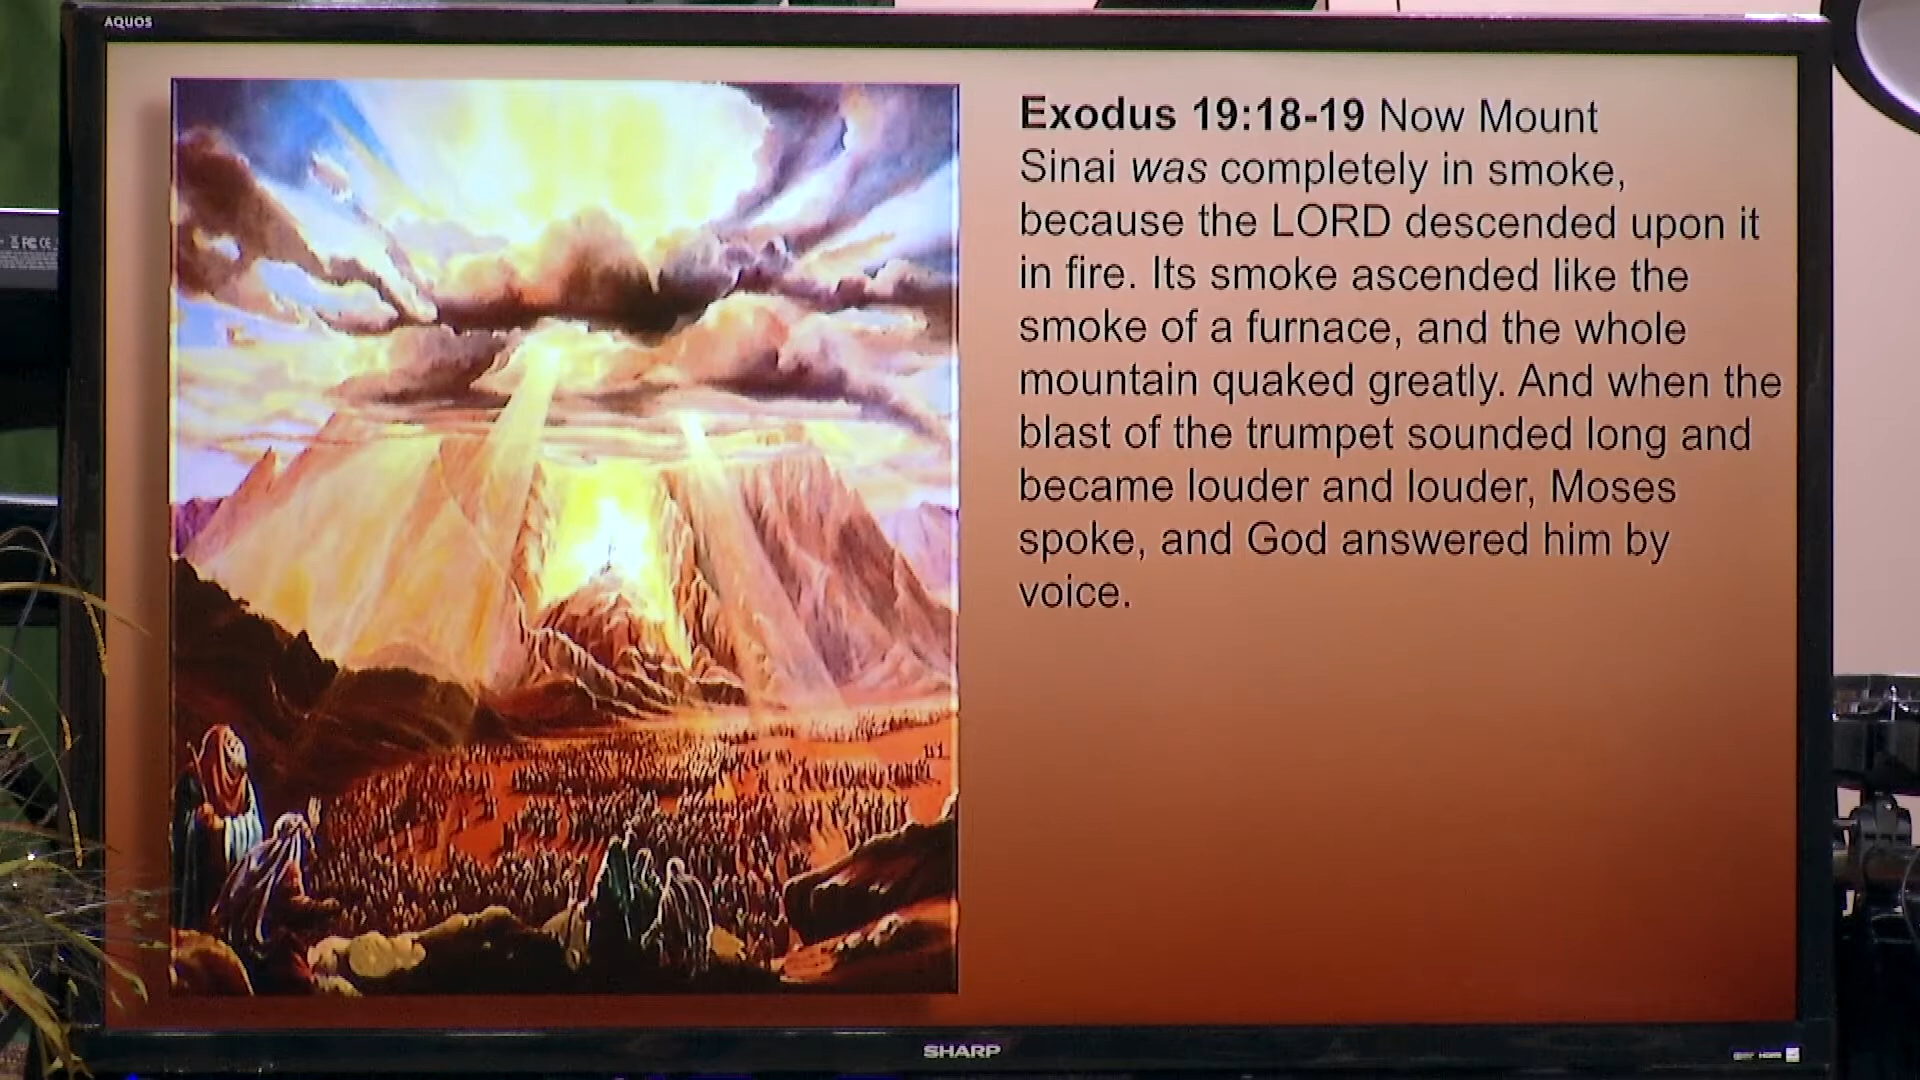 AQUOS
Exodus 19:18-19 Now Mount
Sinai was completely in smoke,
because the LORD descended upon it
in fire. Its smoke ascended like the
smoke of a furnace, and the whole
mountain quaked greatly. And when the
blast of the trumpet sounded long and
became louder and louder, Moses
spoke, and God answered him by
voice.
SHARP